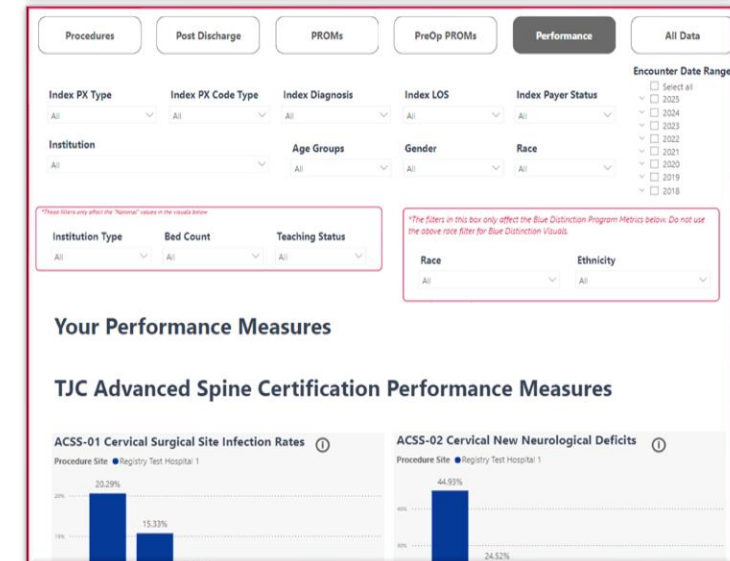 Procedures Post Discharge PROMs PreOp PROMs Performance All Data
Encounter Date Range
Index PX Type Index PX Code Type Index Diagnosis Index LOS Index Payer Status
Select all
All All All All All
2025
2024
2023
Institution Age Groups Gender Race
2022
2021
All All All All
2020
2019
2018
*These filters only affect the "National" values in the visuals below
*The filters in this box only affect the Blue Distinction Program Metrics below. Do not use
the above race filter for Blue Distinction Visuals.
Institution Type Bed Count Teaching Status
All All All
Race Ethnicity
All All
Your Performance Measures
TJC Advanced Spine Certification Performance Measures
ACSS-01 Cervical Surgical Site Infection Rates
Procedure Site Registry Test Hospital 1
20.29%
20%
15.33%
10%
ACSS-02 Cervical New Neurological Deficits
Procedure Site Registry Test Hospital 1
44.93%
40%
30%
24.52%